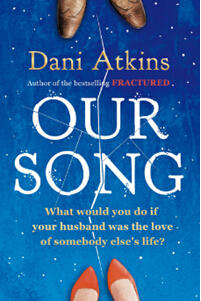 Dani Atkins
Author of the bestselling FRACTURED
OUR
SONG
What would you do if
your husband was the love
of somebody else's life?